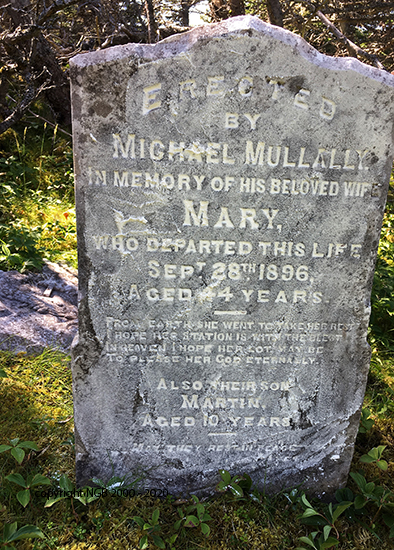 ERECTED
BY
MICHAEL MULLALLY.
IN MEMORY OF HIS BELOVED WIFE
MARY,
WHO DEPARTED THIS LIFE
SEPT 28TH 1896,
AGED 44 YEARS.
FROM EARTH SHE WENT TO TAKE HER REST
I HOPE HER STATION IS WITH THE BLEST
IN HEAVEN I HOPE HER LOT MAY BE
TO PLEASE HER GOD ETERNALLY.
ALSO THEIR SON
MARTIN,
AGED 10 YEARS
MAY THEY REST IN PEACE
copyright NGB 2000 - 2020